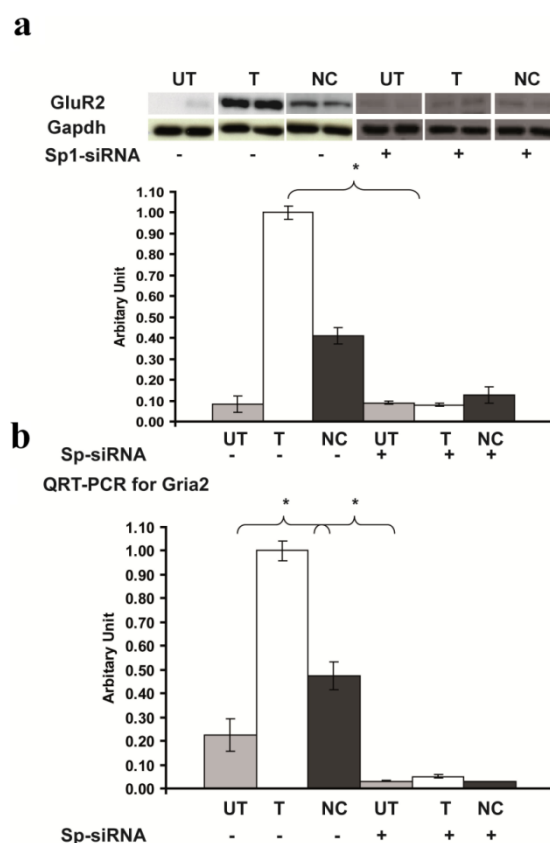 a
UT T NC UT T NC
GluR2
Gapdh
Sp1-siRNA - - - + + +
*
1.10
1.00
0.90
0.80
0.70
0.60
0.50
0.40
0.30
0.20
0.10
0.00
Arbitary Unit
UT T NC UT T NC
Sp-siRNA - - - + + +
b
QRT-PCR for Gria2
* *
1.10
1.00
0.90
0.80
0.70
0.60
0.50
0.40
0.30
0.20
0.10
0.00
Arbitary Unit
UT T NC UT T NC
Sp-siRNA - - - + + +